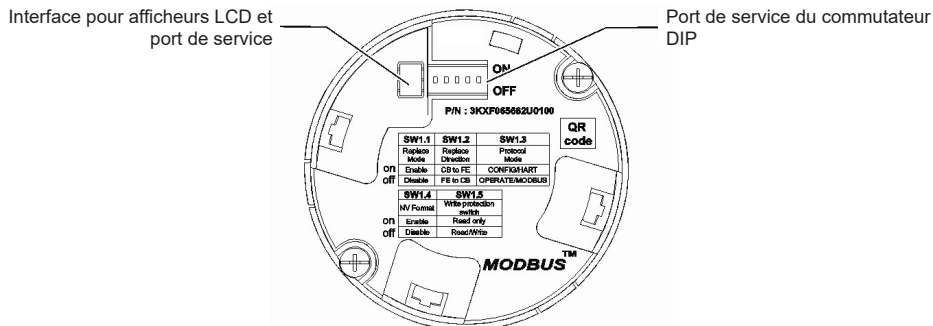 Interface pour afficheurs LCD et
port de service
Port de service du commutateur
DIP
ON
OFF
P/N : 3KXF065562U0100
QR
code
SW1.1 SW1.2 SW1.3
Replace Mode Replace Direction Protocol Mode
on Enable CB to FE CONFIG/HART
off Disable FE to CB OPERATE/MODBUS
SW1.4 SW1.5
NV Format Write protection switch
on Enable Read only
off Disable Read/Write
MODBUS™